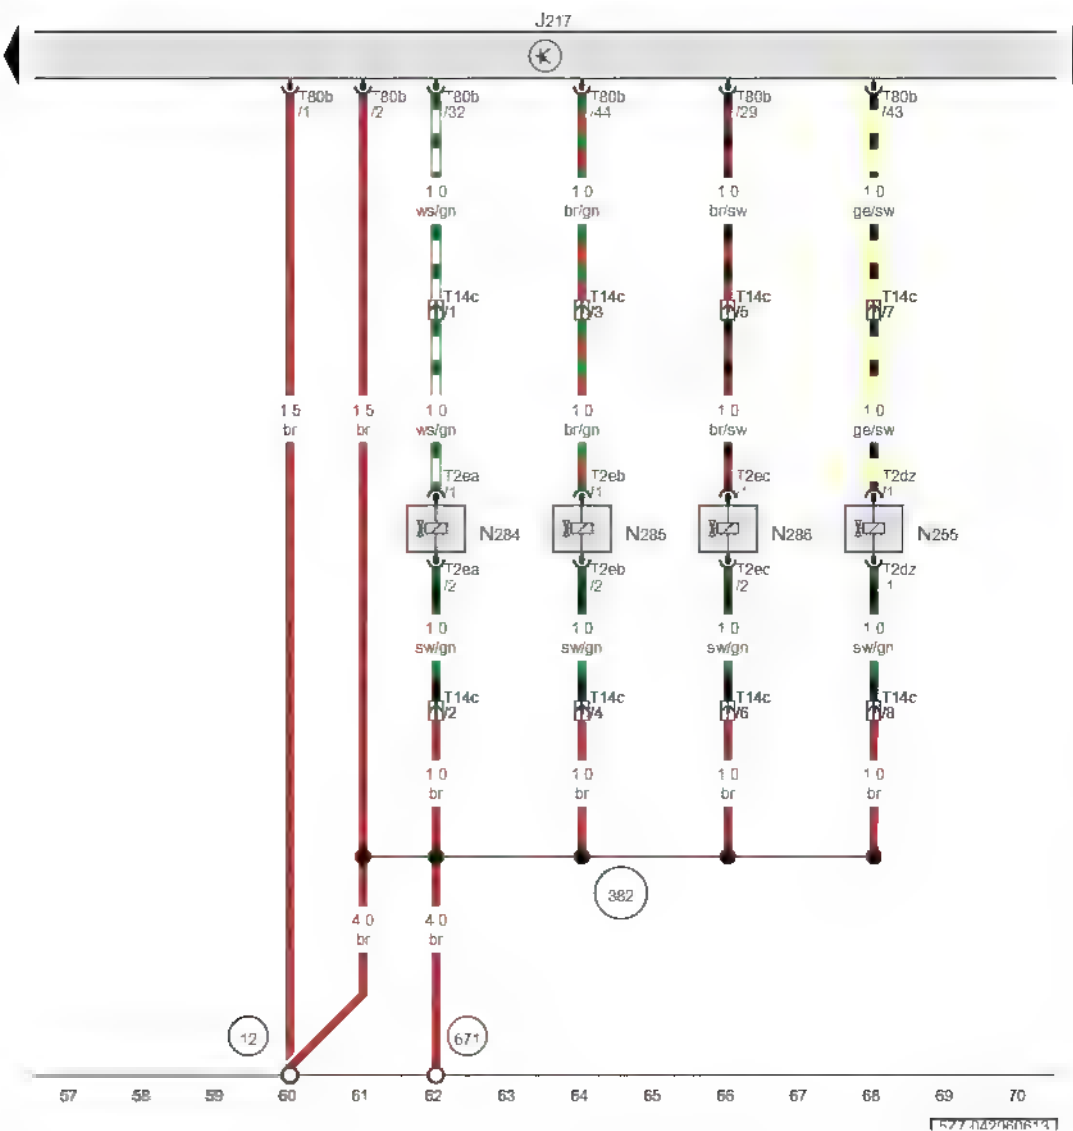 J217
K
T80b T80b T80b T80b T80b T80b
/1 /2 /32 /44 /29 /43
1 0 1 0 1 0 1 0
ws/gn br/gn br/sw ge/sw
T14c T14c T14c T14c
/1 /3 /5 /7
1 5 1 5 1 0 1 0 1 0 1 0
br br ws/gn br/gn br/sw ge/sw
T2ea T2eb T2ec T2dz
/1 /1 /1
N284 N285 N286 N255
T2ea T2eb T2ec T2dz
/2 /2 /2 1
1 0 1 0 1 0 1 0
sw/gn sw/gn sw/gn sw/gn
T14c T14c T14c T14c
/2 /4 /6 /8
1 0 1 0 1 0 1 0
br br br br
382
4 0 4 0
br br
12 671
57 58 59 60 61 62 63 64 65 66 67 68 69 70
577-042960613